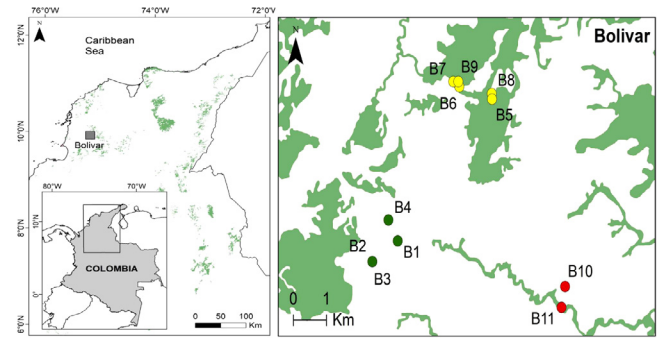 76°0'W
74°0'W
72°0'W
12°0'N
10°0'N
8°0'N
6°0'N
N
Caribbean
Sea
Bolivar
80°0'W
70°0'W
10°N
0°
COLOMBIA
0 50 100
Km
Bolivar
N
B7
B9
B8
B6
B5
B4
B2
B1
B3
B10
B11
0 1
Km